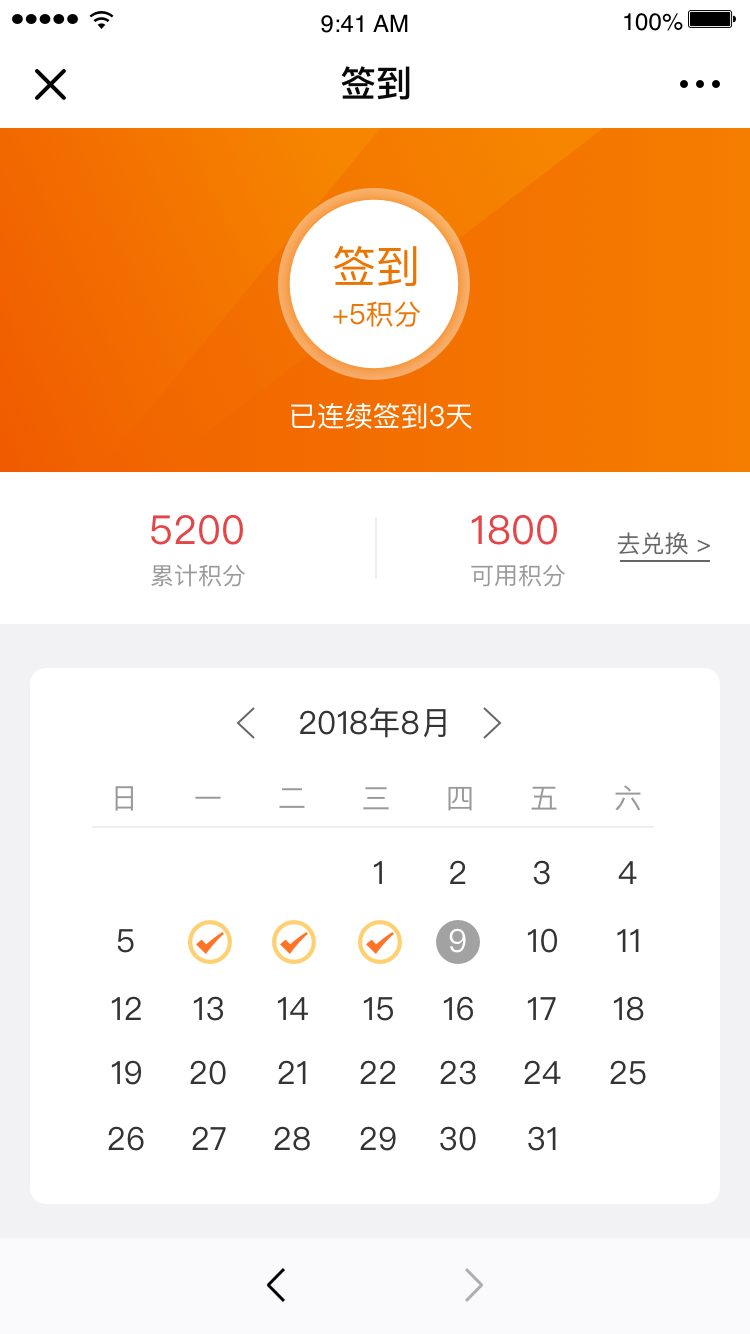 9:41 AM 100%
签到
签到
+5积分
已连续签到3天
5200 1800
去兑换 >
累计积分 可用积分
2018年8月
日 一 二 三 四 五 六
1 2 3 4
5 9 10 11
12 13 14 15 16 17 18
19 20 21 22 23 24 25
26 27 28 29 30 31